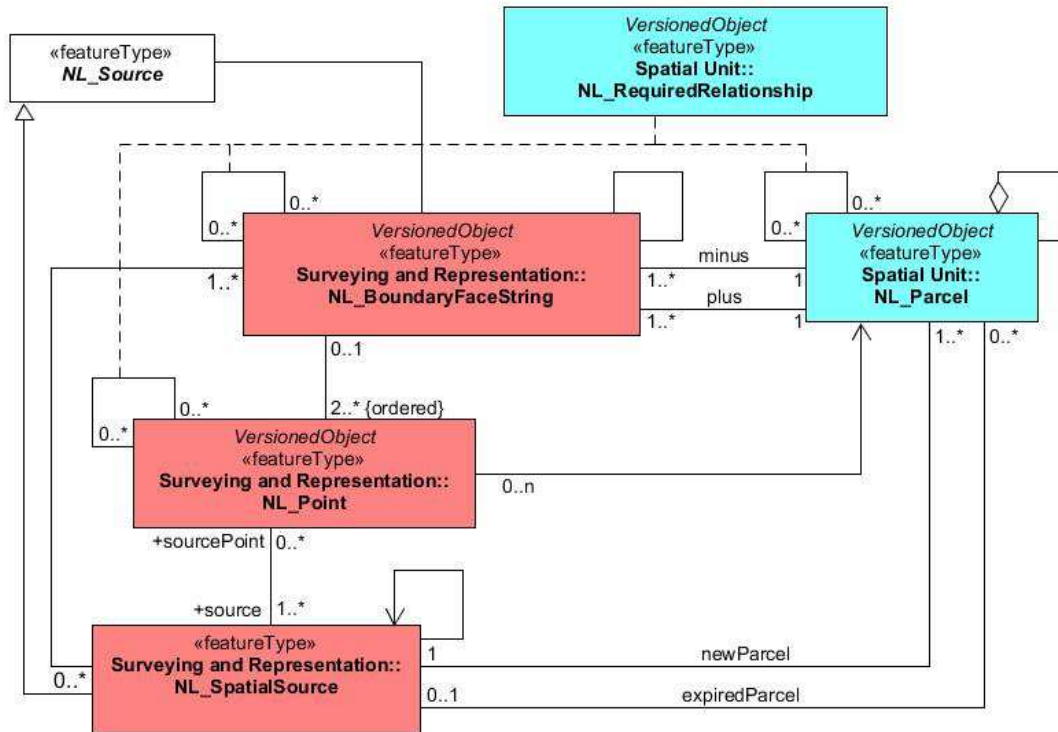 VersionedObject
«featureType»
Spatial Unit::
NL_RequiredRelationship
«featureType»
NL_Source
0..*
0..*
0..*
0..*
VersionedObject
«featureType»
Surveying and Representation::
NL_BoundaryFaceString
VersionedObject
«featureType»
Spatial Unit::
NL_Parcel
minus
1..*
1
plus
1..*
1
1..*
0..1
1..*
0..*
2..* {ordered}
0..*
0..*
VersionedObject
«featureType»
Surveying and Representation::
NL_Point
0..n
+sourcePoint
0..*
+source
1..*
«featureType»
Surveying and Representation::
NL_SpatialSource
0..*
1
newParcel
0..1
expiredParcel